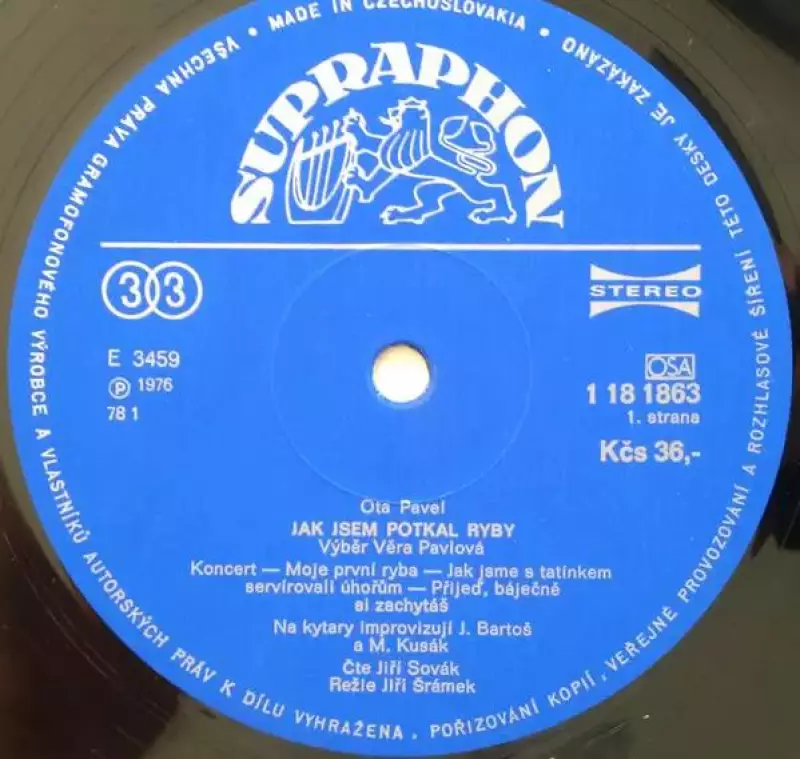 MADE IN CZECHOSLOVAKIA • VŠECHNA PRÁVA GRAMOFONOVÉHO VÝROBCE A VLASTNÍKŮ AUTORSKÝCH PRÁV K DÍLU VYHRAŽENA. POŘIZOVÁNÍ KOPIÍ, VEŘEJNÉ PROVOZOVÁNÍ A ROZHLASOVÉ ŠÍŘENÍ TÉTO DESKY JE ZAKÁZÁNO •
SUPRAPHON
33
STEREO
E 3459
Ⓟ 1976
78 1
OSA
1 18 1863
1. strana
Kčs 36,-
Ota Pavel
JAK JSEM POTKAL RYBY
Výběr Věra Pavlová
Koncert — Moje první ryba — Jak jsme s tatínkem
servírovali úhořům — Přijeď, báječně
si zachytáš
Na kytary improvizují J. Bartoš
a M. Kusák
Čte Jiří Sovák
Režie Jiří Šrámek